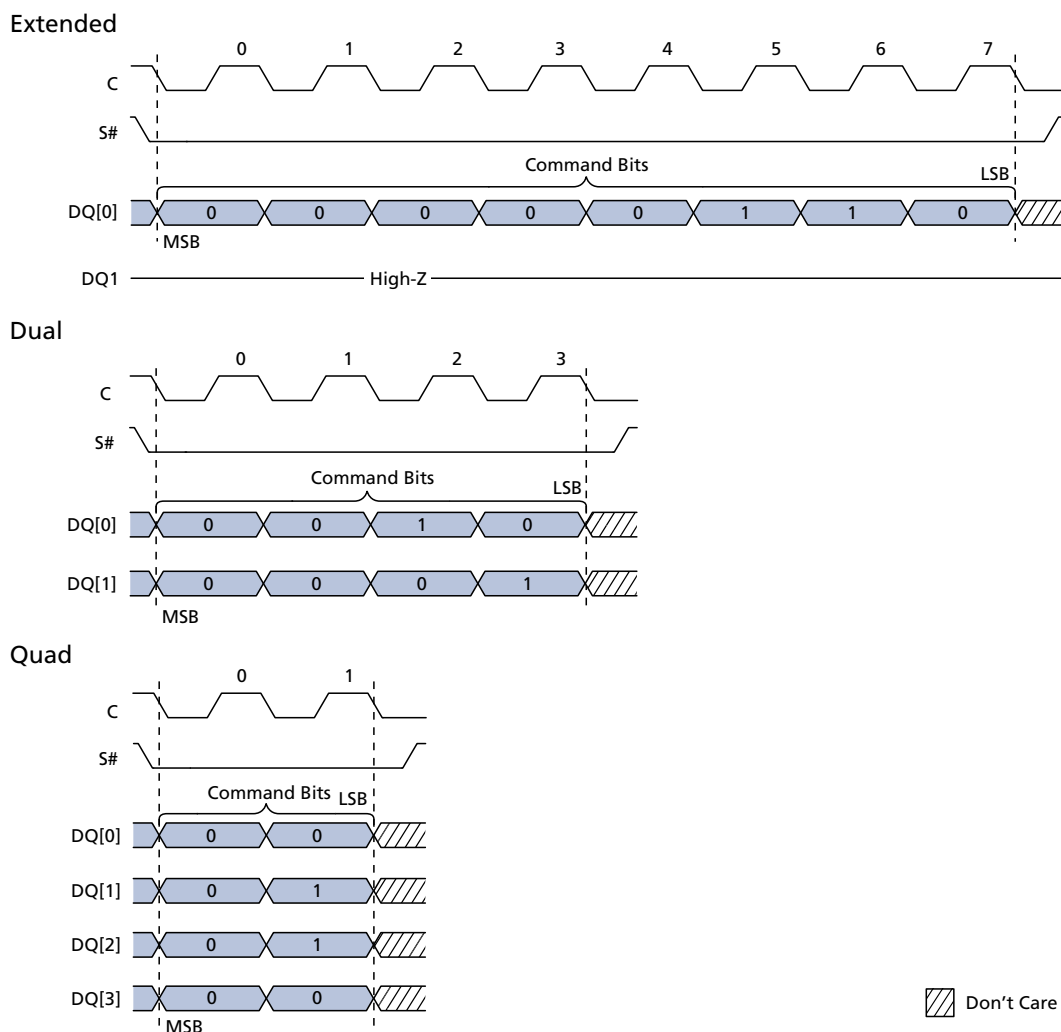 Extended
0 1 2 3 4 5 6 7
C
S#
Command Bits
LSB
DQ[0] 0 0 0 0 0 1 1 0
MSB
DQ1 High-Z
Dual
0 1 2 3
C
S#
Command Bits
LSB
DQ[0] 0 0 1 0
DQ[1] 0 0 0 1
MSB
Quad
0 1
C
S#
Command Bits LSB
DQ[0] 0 0
DQ[1] 0 1
DQ[2] 0 1
DQ[3] 0 0
MSB
Don't Care